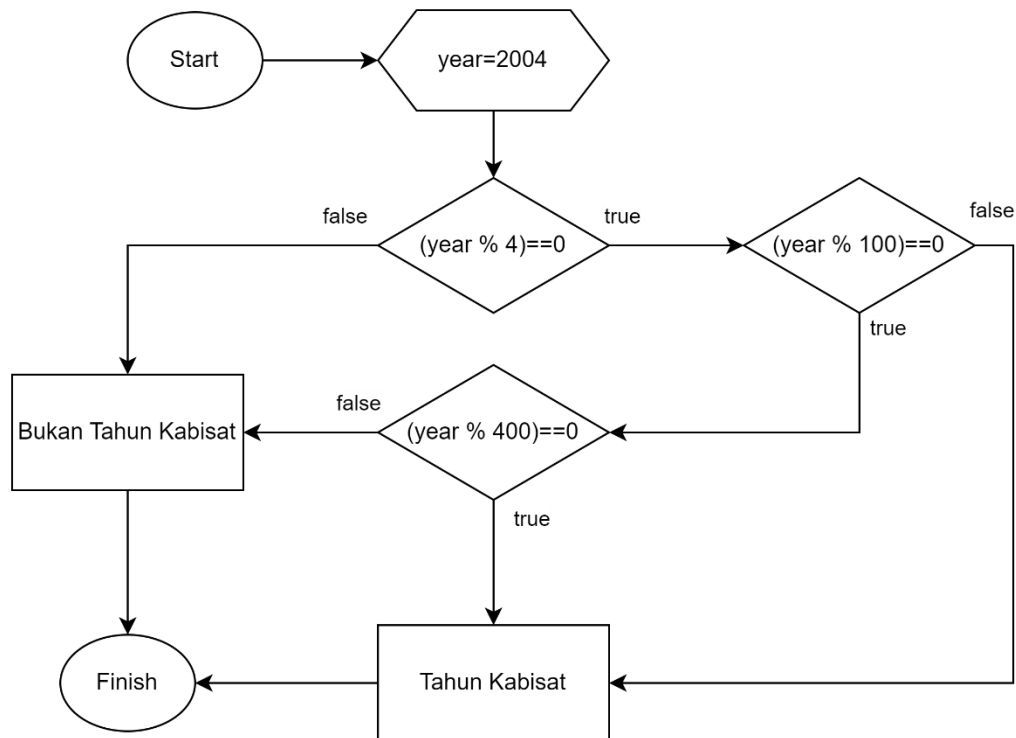 Start
year=2004
false
true
false
(year % 4)==0
(year % 100)==0
true
false
Bukan Tahun Kabisat
(year % 400)==0
true
Finish
Tahun Kabisat